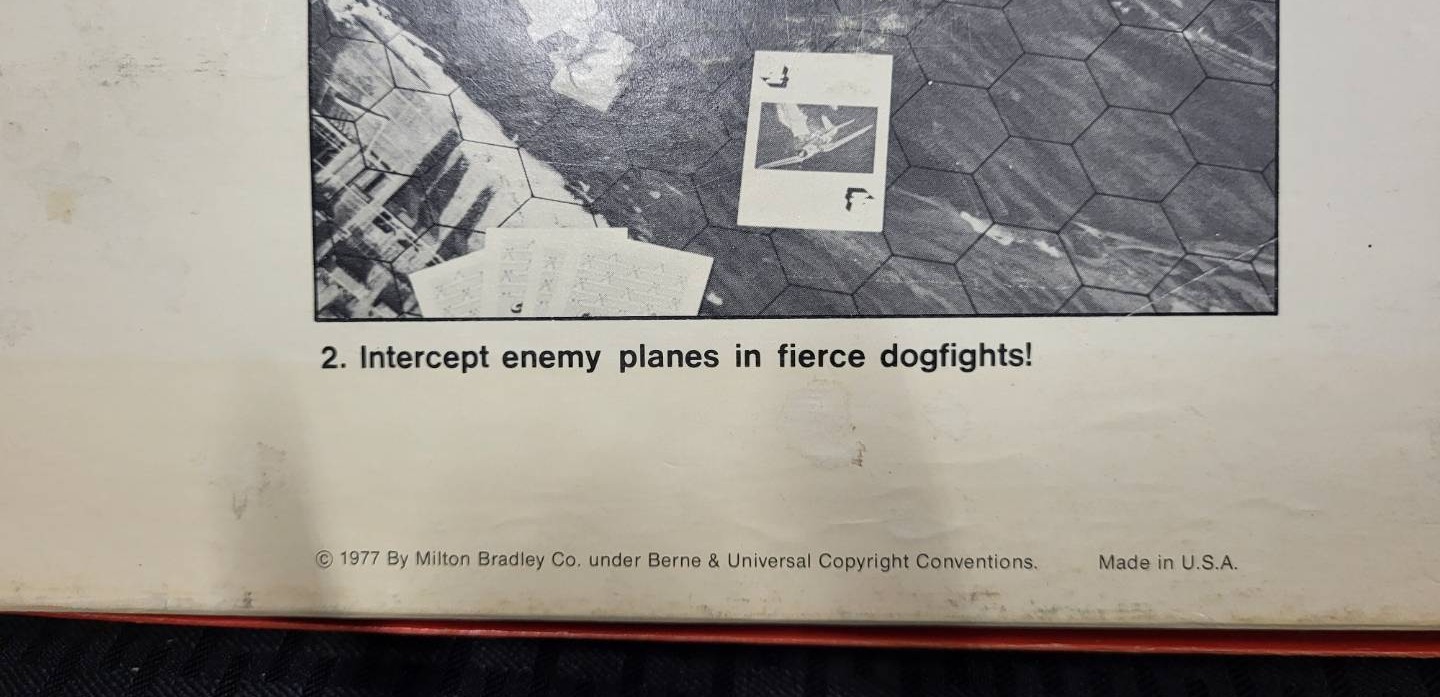 2. Intercept enemy planes in fierce dogfights!
© 1977 By Milton Bradley Co. under Berne & Universal Copyright Conventions. Made in U.S.A.